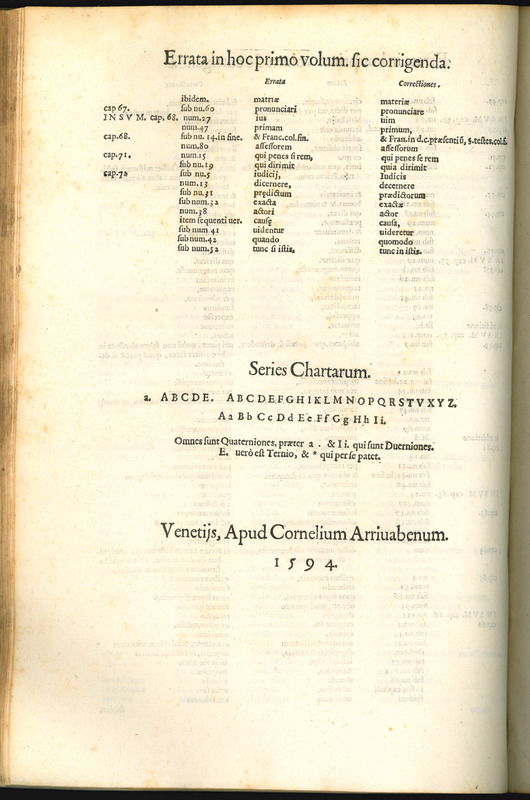 Errata in hoc primo volum. sic corrigenda.
Errata Correctiones.
ibidem. matriæ materiæ
cap 67. sub nu.60 pronunciari pronunciare
IN SVM. cap. 68. num.27 ius uim
num.47 primam primum,
cap.68. sub nu. 14.in fine. & Franc.col.fin. & Fran.in d.c.præsentiũ, §.testes.col.f.
num.80 assessorem assessorum
cap.71. num.15 qui penes si rem, qui penes se rem
sub nu.19 qui dirimit quia dirimit
cap.72 sub nu.5 iudicij, Iudicis
num.13 dicernere, decernere
sub nu.31 prędictum prædictorum
sub num.32 exacta exactæ
num.38 actori actor
item sequenti uer. causę causa,
sub num 41 uidentur uideretur
sub num.42 quando quomodo
sub num.52 tunc si istis, tunc in istis.
Series Chartarum.
a. ABCDE. ABCDEFGHIKLMNOPQRSTVXYZ.
Aa Bb Cc Dd Ee Ff Gg Hh Ii.
Omnes sunt Quaterniones, præter a . & Ii. qui sunt Duerniones.
E. uerò est Ternio, & * qui per se patet.
Venetijs, Apud Cornelium Arriuabenum.
1594.